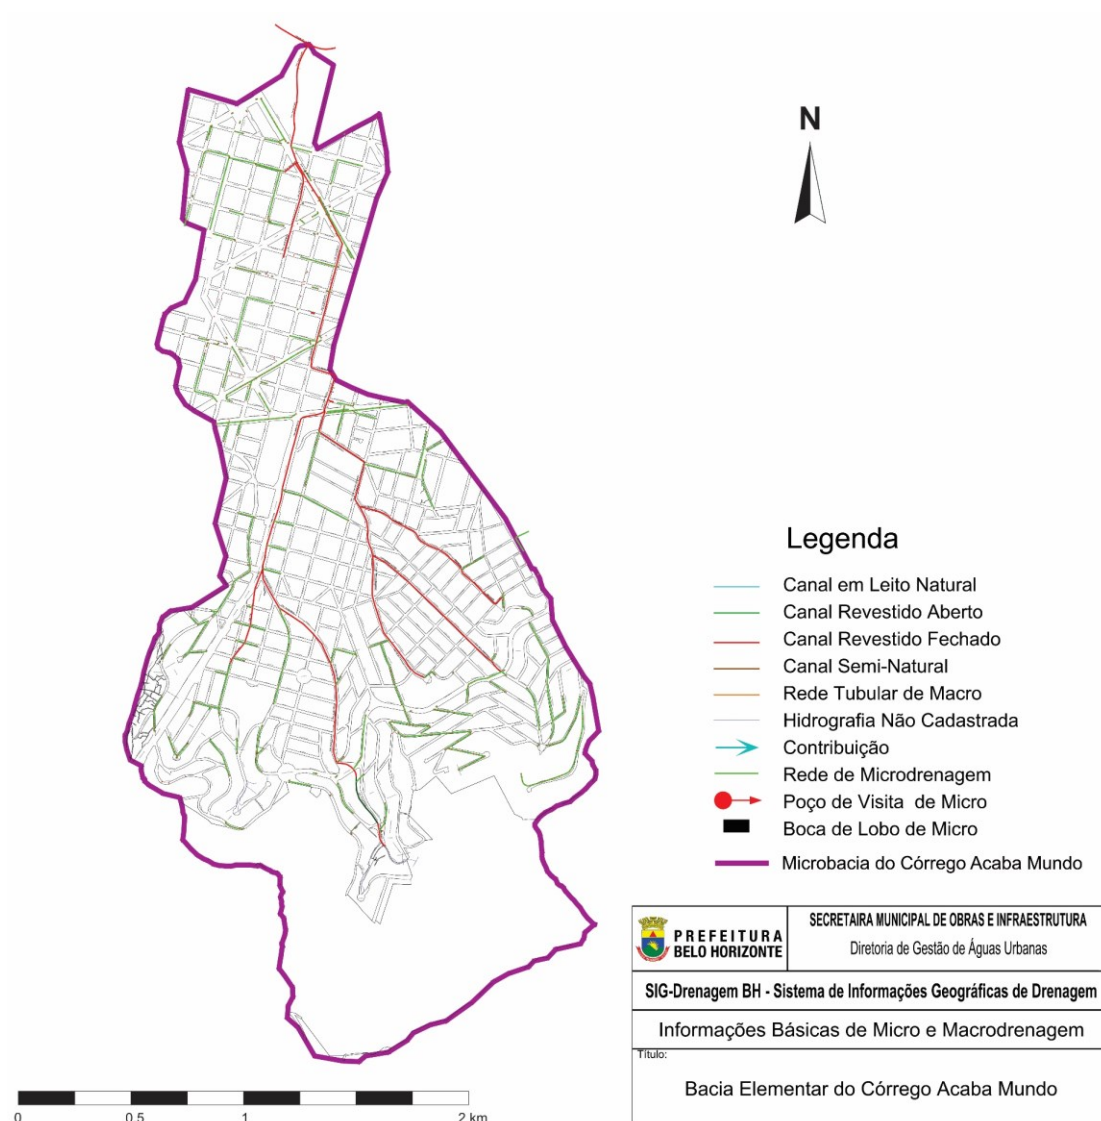 N
Legenda
Canal em Leito Natural
Canal Revestido Aberto
Canal Revestido Fechado
Canal Semi-Natural
Rede Tubular de Macro
Hidrografia Não Cadastrada
Contribuição
Rede de Microdrenagem
Poço de Visita de Micro
Boca de Lobo de Micro
Microbacia do Córrego Acaba Mundo
PREFEITURA
BELO HORIZONTE
SECRETAIRA MUNICIPAL DE OBRAS E INFRAESTRUTURA
Diretoria de Gestão de Águas Urbanas
SIG-Drenagem BH - Sistema de Informações Geográficas de Drenagem
Informações Básicas de Micro e Macrodrenagem
Título:
Bacia Elementar do Córrego Acaba Mundo
0 0.5 1 2 km